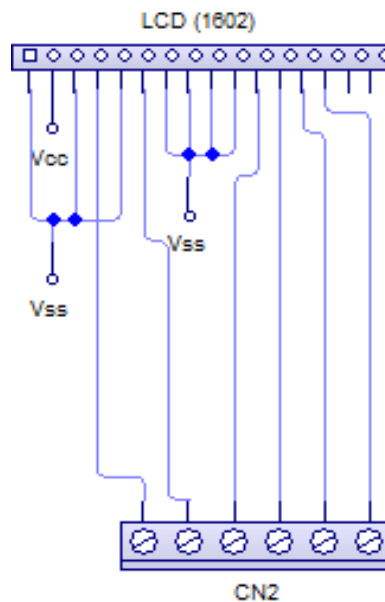 LCD (1602)
Vcc
Vss
Vss
CN2